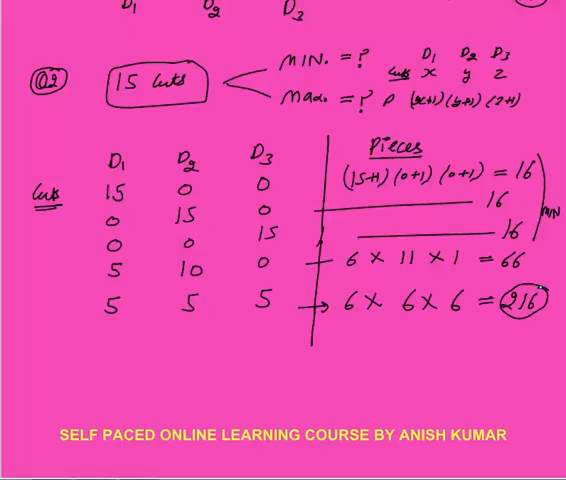 D1 D2 D3
Q2 15 Cuts MIN. = ? D1 D2 D3
Cuts x y z
Max. = ? P (x+1) (y+1) (z+1)
D1 D2 D3 Pieces
Cuts 15 0 0 (15+1) (0+1) (0+1) = 16
0 15 0 16
0 0 15 16 MIN
5 10 0 → 6 × 11 × 1 = 66
5 5 5 → 6 × 6 × 6 = 216
SELF PACED ONLINE LEARNING COURSE BY ANISH KUMAR